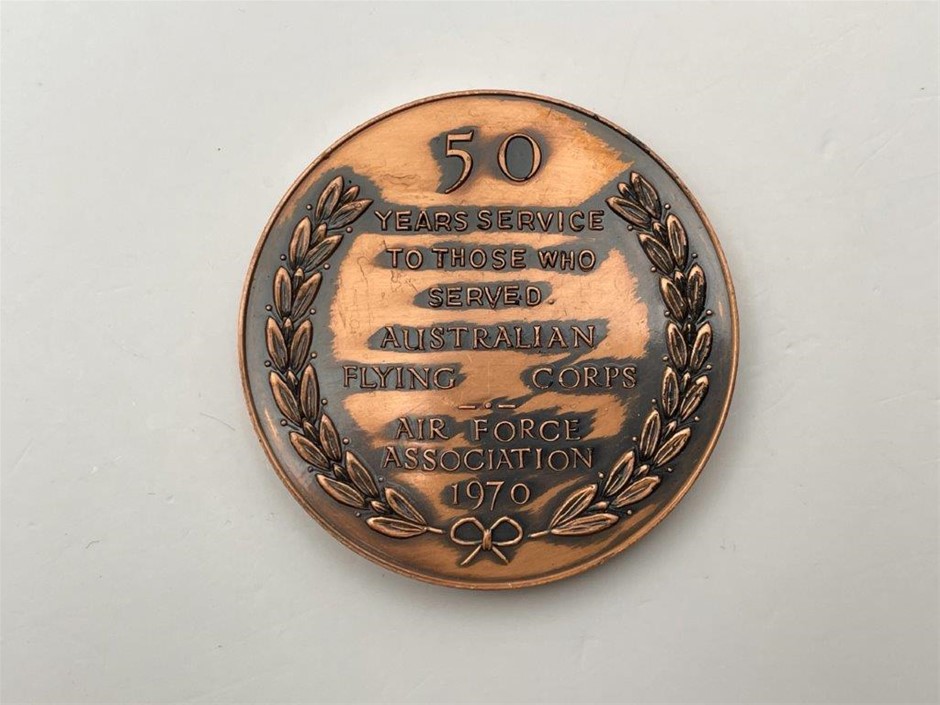 50
YEARS SERVICE
TO THOSE WHO
SERVED.
AUSTRALIAN
FLYING CORPS
AIR FORCE
ASSOCIATION
1970